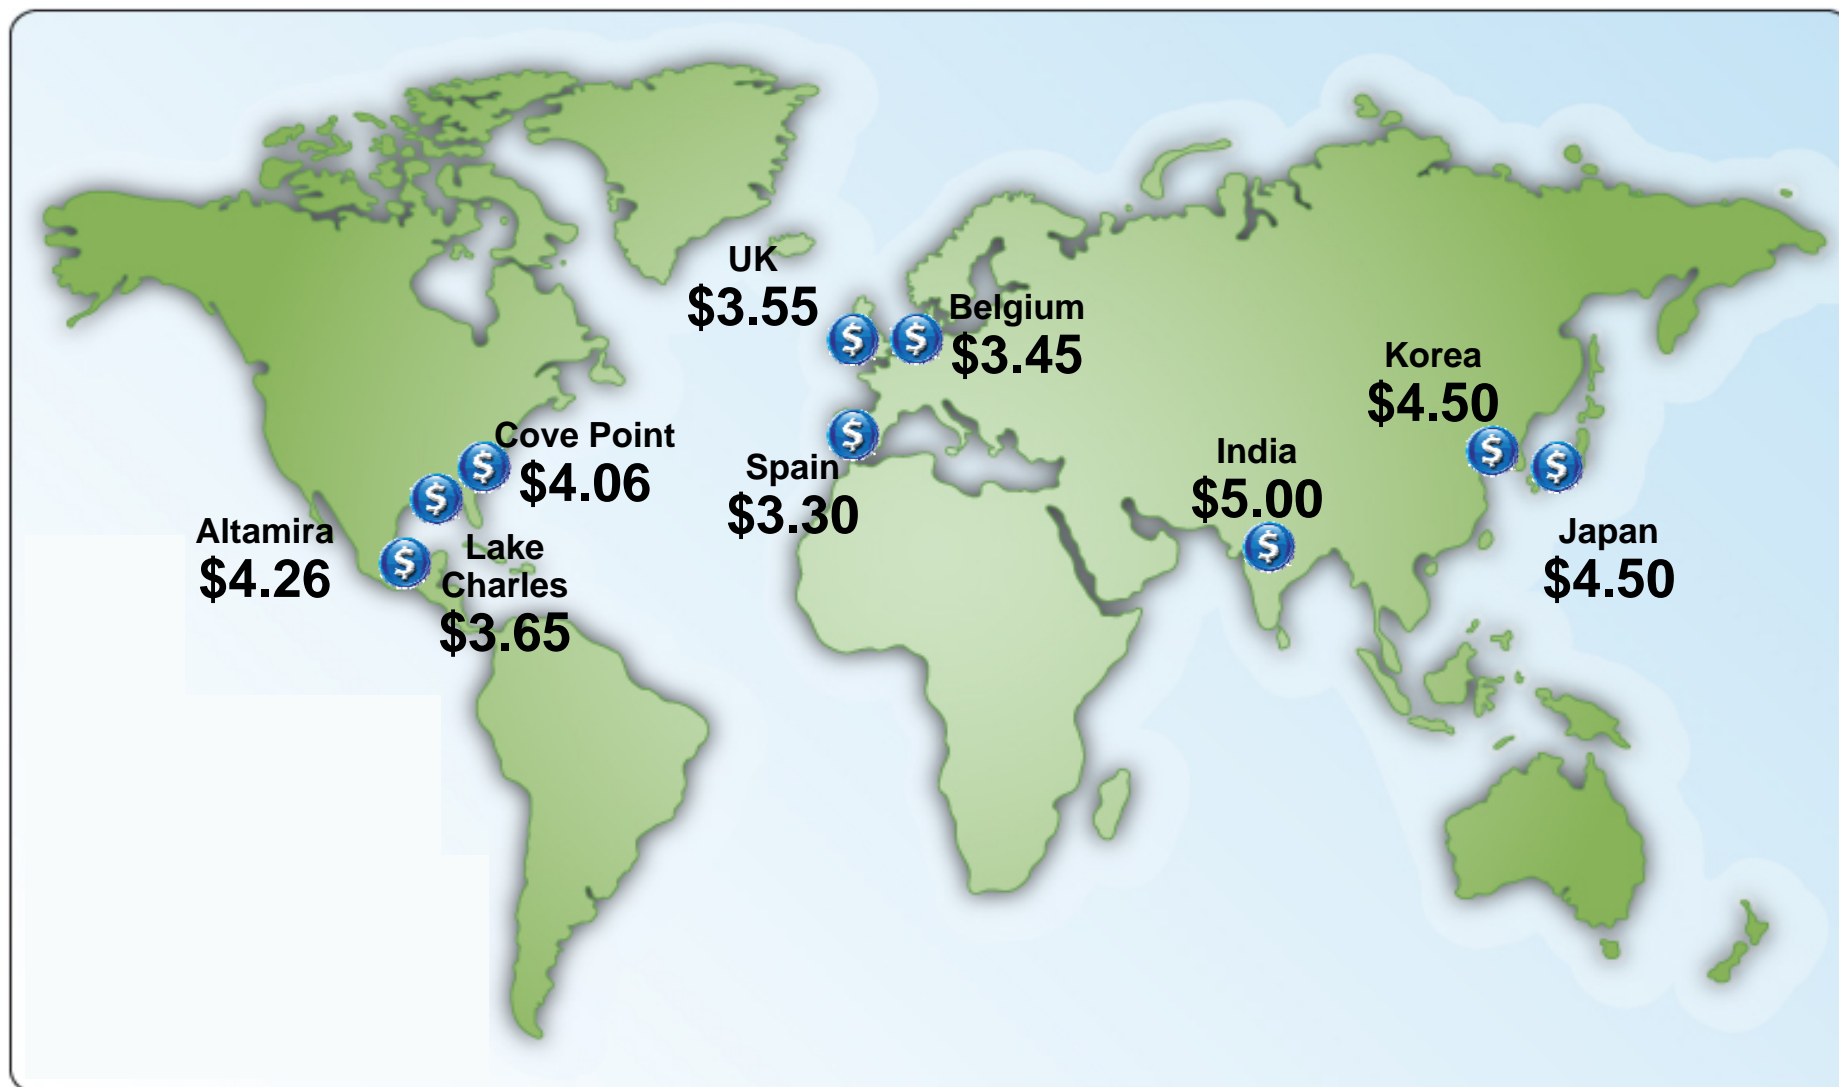 UK
$3.55
Belgium
$3.45
Korea
$4.50
Cove Point
$4.06
Spain
$3.30
India
$5.00
Altamira
$4.26
Lake
Charles
$3.65
Japan
$4.50
$
$
$
$
$
$
$
$
$